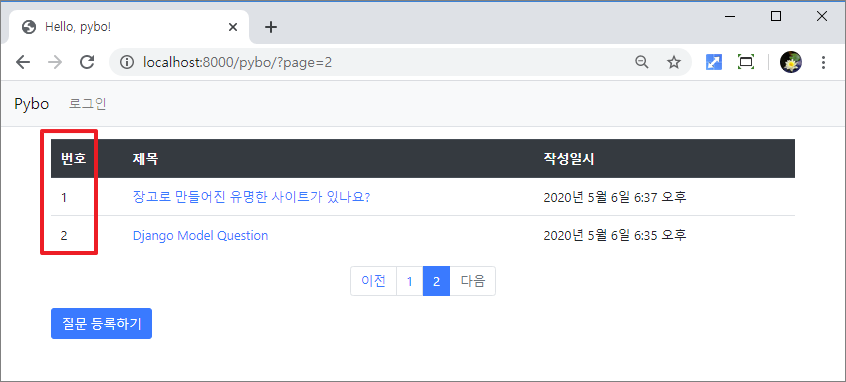 Hello, pybo!
localhost:8000/pybo/?page=2
Pybo 로그인
번호 제목 작성일시
1 장고로 만들어진 유명한 사이트가 있나요? 2020년 5월 6일 6:37 오후
2 Django Model Question 2020년 5월 6일 6:35 오후
이전 1 2 다음
질문 등록하기